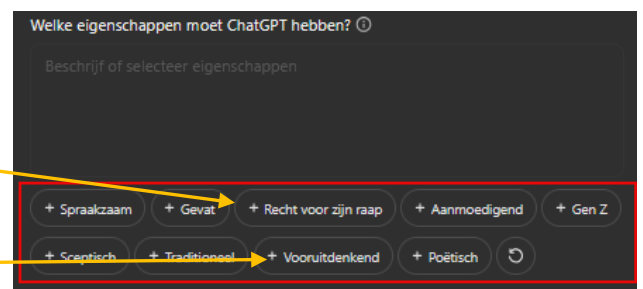 Welke eigenschappen moet ChatGPT hebben?
Beschrijf of selecteer eigenschappen
+ Spraakzaam + Gevat + Recht voor zijn raap + Aanmoedigend + Gen Z
+ Sceptisch + Traditioneel + Vooruitdenkend + Poëtisch